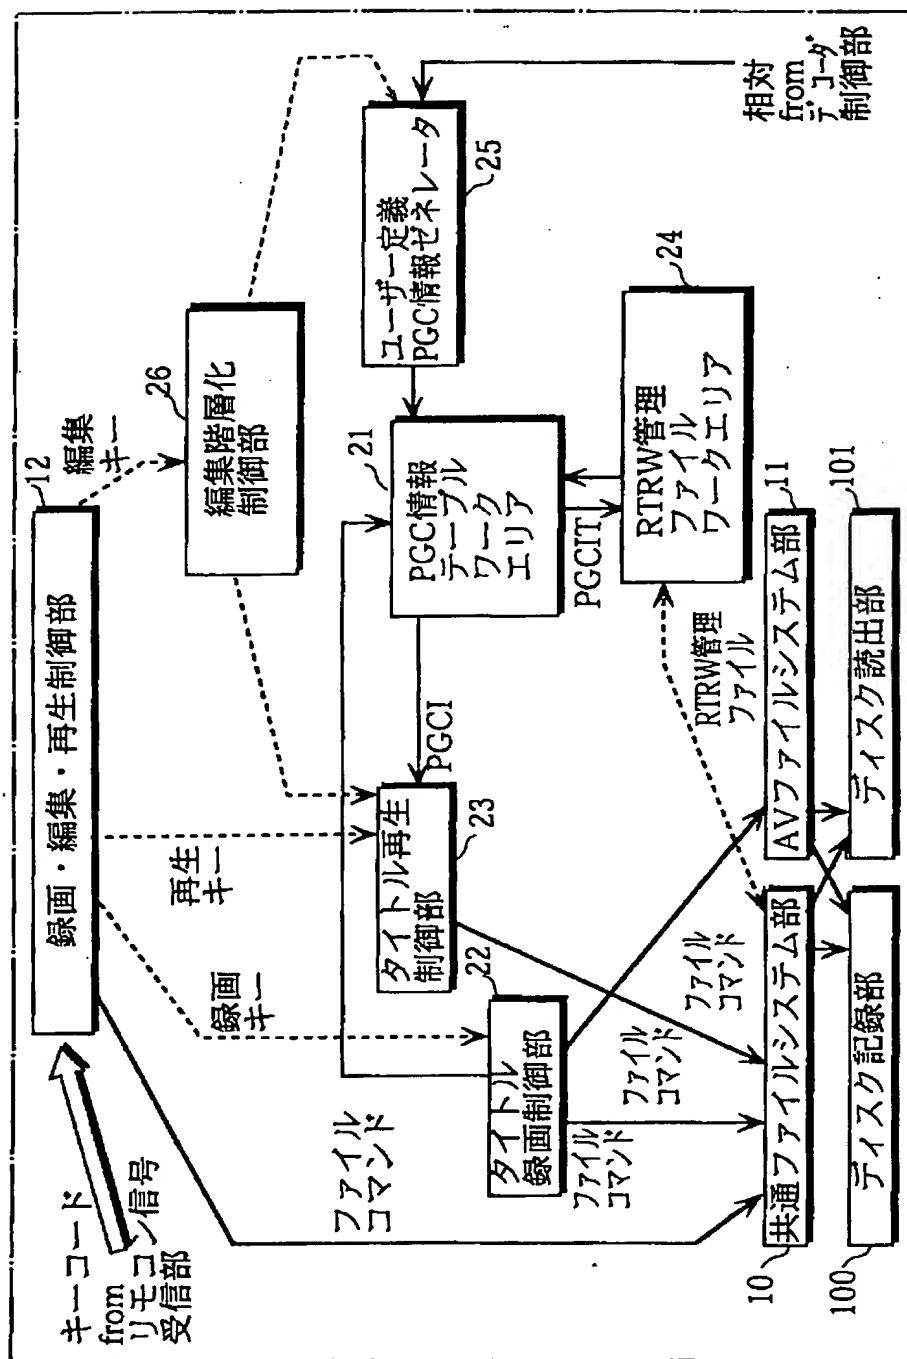 キーコード
from
リモコン信号
受信部
録画・編集・再生制御部
12
編集
キー
26
編集階層化
制御部
再生
キー
録画
キー
ファイル
コマンド
21
PGC情報
テーブル
ワーク
エリア
ユーザー定義
PGC情報ゼネレータ
25
相対
from
デコーダ
制御部
PGCI
タイトル再生
制御部
23
タイトル
録画制御部
22
PGCIT
RTRW管理
ファイル
ワークエリア
24
RTRW管理
ファイル
ファイル
コマンド
ファイル
コマンド
ファイル
コマンド
共通ファイルシステム部
10
AVファイルシステム部
11
ディスク記録部
100
ディスク読出部
101